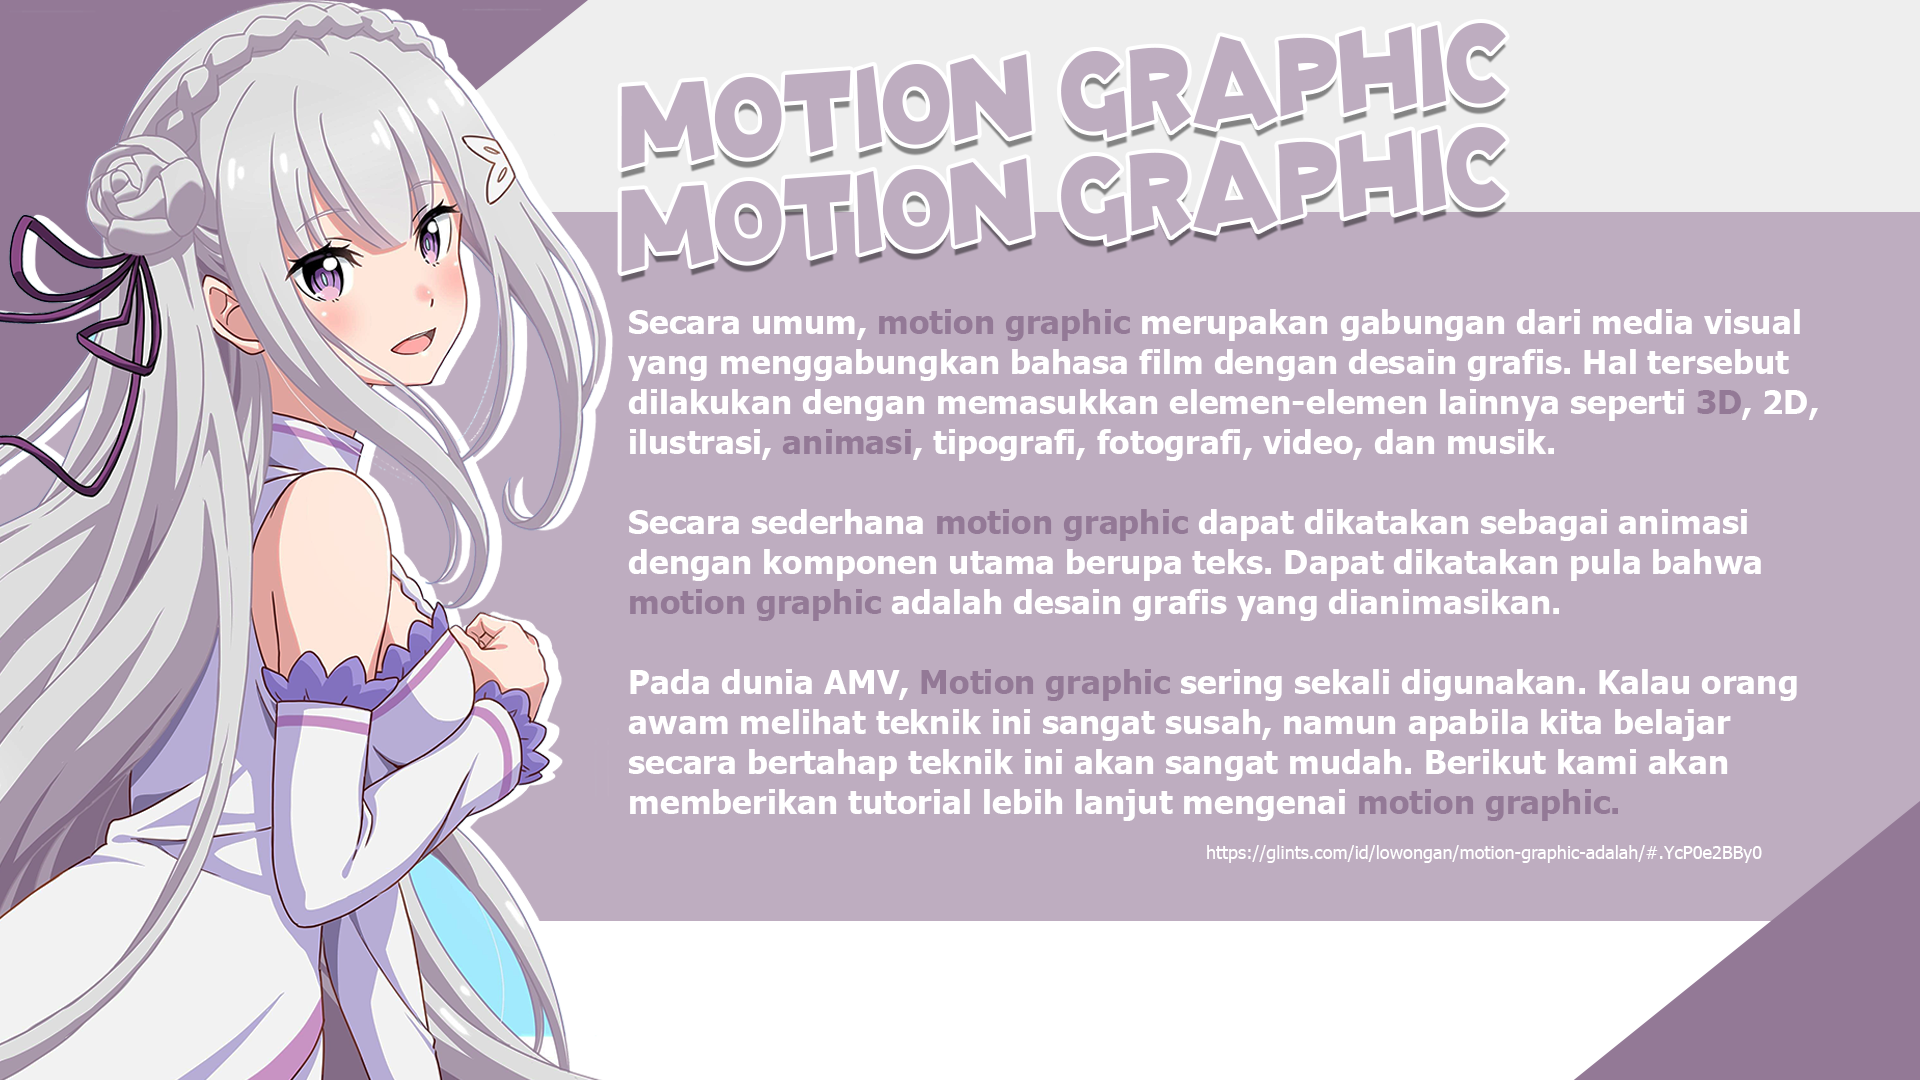 MOTION GRAPHIC
MOTION GRAPHIC
Secara umum, motion graphic merupakan gabungan dari media visual
yang menggabungkan bahasa film dengan desain grafis. Hal tersebut
dilakukan dengan memasukkan elemen-elemen lainnya seperti 3D, 2D,
ilustrasi, animasi, tipografi, fotografi, video, dan musik.
Secara sederhana motion graphic dapat dikatakan sebagai animasi
dengan komponen utama berupa teks. Dapat dikatakan pula bahwa
motion graphic adalah desain grafis yang dianimasikan.
Pada dunia AMV, Motion graphic sering sekali digunakan. Kalau orang
awam melihat teknik ini sangat susah, namun apabila kita belajar
secara bertahap teknik ini akan sangat mudah. Berikut kami akan
memberikan tutorial lebih lanjut mengenai motion graphic.
https://glints.com/id/lowongan/motion-graphic-adalah/#.YcP0e2BBy0